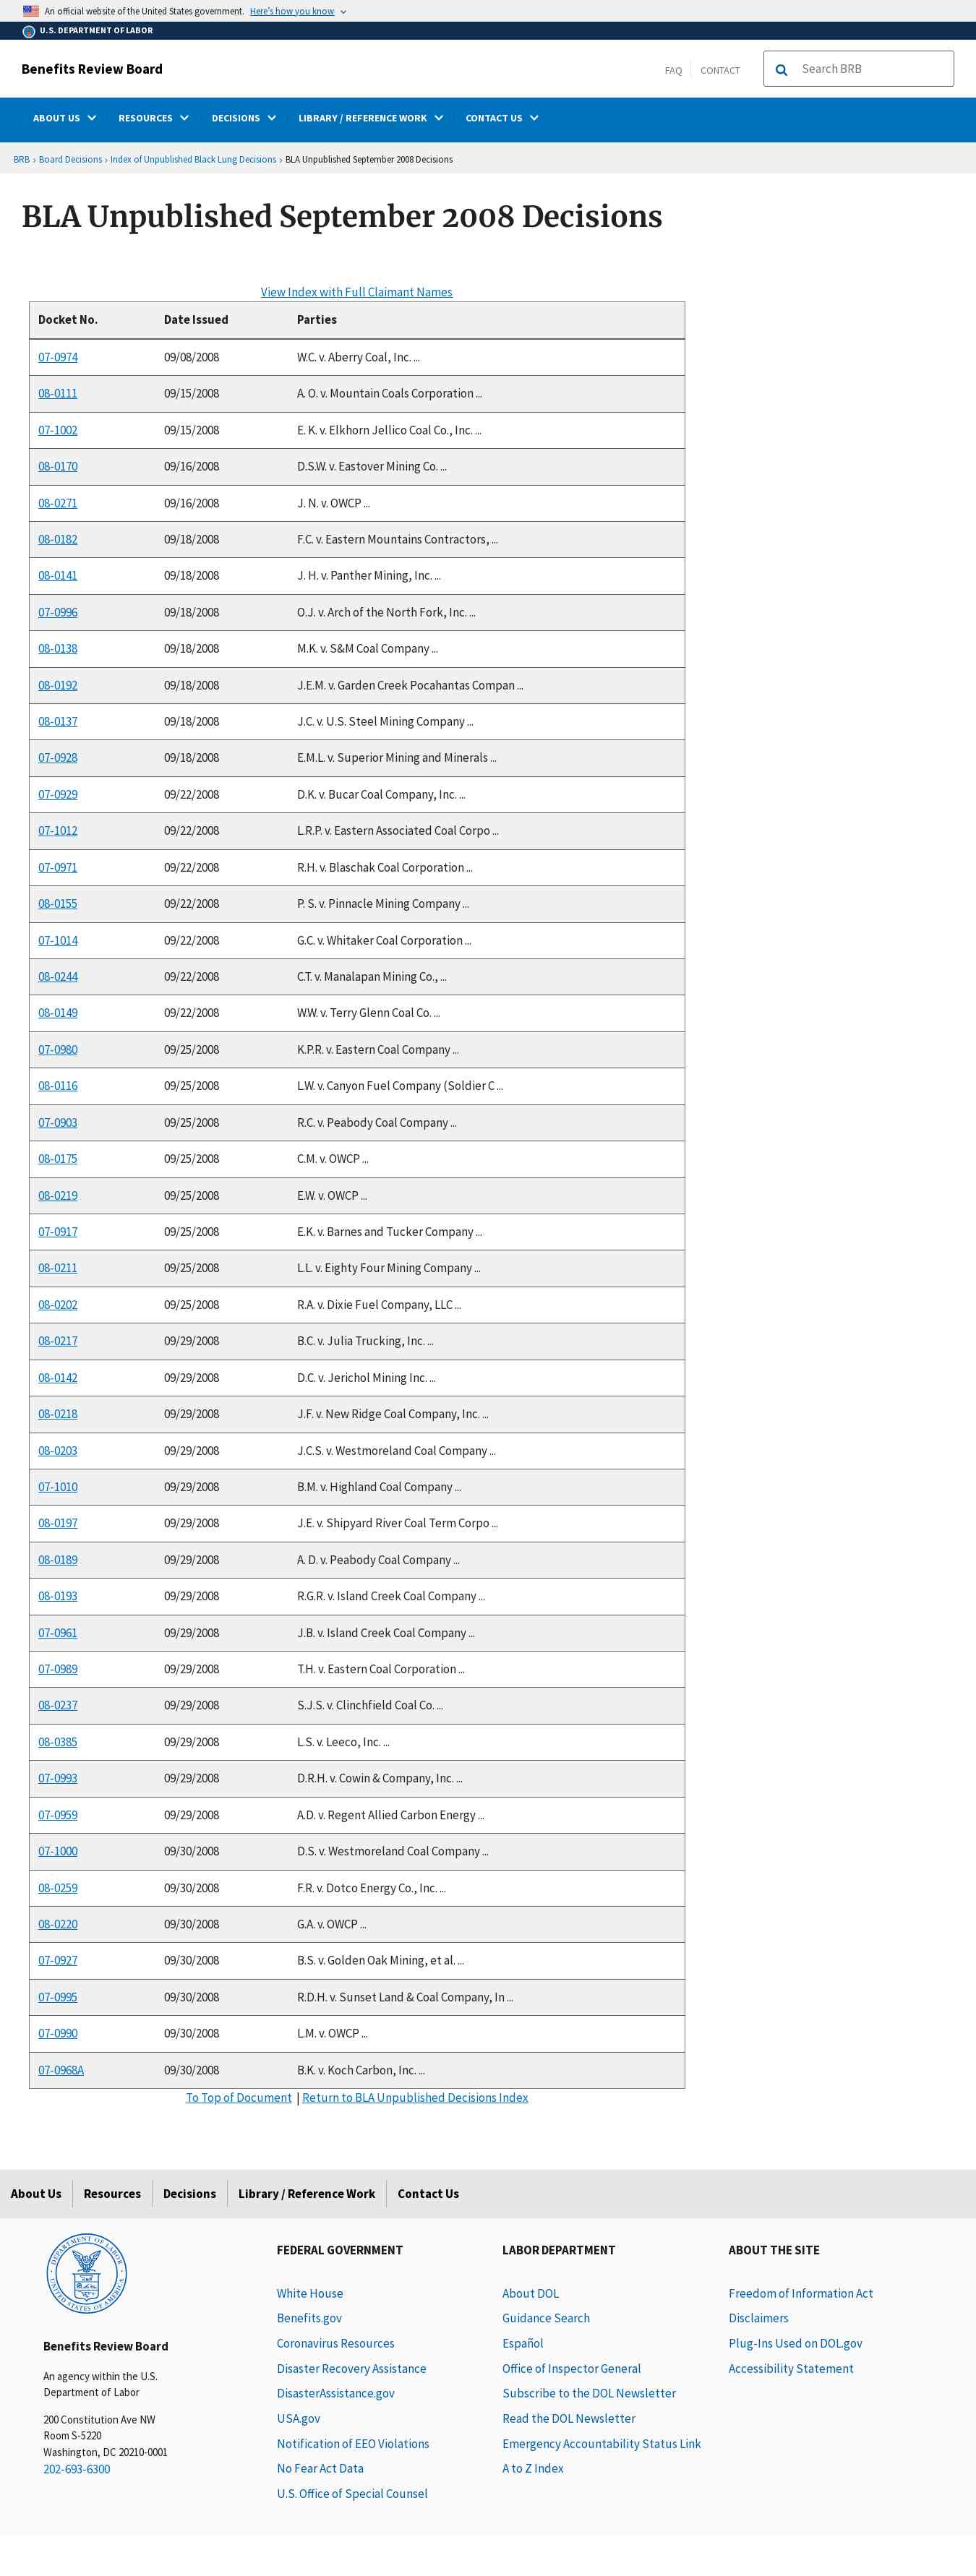 An official website of the United States government. Here's how you know
U.S. DEPARTMENT OF LABOR
Benefits Review Board
FAQ
CONTACT
Search BRB
ABOUT US
RESOURCES
DECISIONS
LIBRARY / REFERENCE WORK
CONTACT US
BRB › Board Decisions › Index of Unpublished Black Lung Decisions › BLA Unpublished September 2008 Decisions
BLA Unpublished September 2008 Decisions
View Index with Full Claimant Names
Docket No. Date Issued Parties
07-0974 09/08/2008 W.C. v. Aberry Coal, Inc. ...
08-0111 09/15/2008 A. O. v. Mountain Coals Corporation ...
07-1002 09/15/2008 E. K. v. Elkhorn Jellico Coal Co., Inc. ...
08-0170 09/16/2008 D.S.W. v. Eastover Mining Co. ...
08-0271 09/16/2008 J. N. v. OWCP ...
08-0182 09/18/2008 F.C. v. Eastern Mountains Contractors, ...
08-0141 09/18/2008 J. H. v. Panther Mining, Inc. ...
07-0996 09/18/2008 O.J. v. Arch of the North Fork, Inc. ...
08-0138 09/18/2008 M.K. v. S&M Coal Company ...
08-0192 09/18/2008 J.E.M. v. Garden Creek Pocahantas Compan ...
08-0137 09/18/2008 J.C. v. U.S. Steel Mining Company ...
07-0928 09/18/2008 E.M.L. v. Superior Mining and Minerals ...
07-0929 09/22/2008 D.K. v. Bucar Coal Company, Inc. ...
07-1012 09/22/2008 L.R.P. v. Eastern Associated Coal Corpo ...
07-0971 09/22/2008 R.H. v. Blaschak Coal Corporation ...
08-0155 09/22/2008 P. S. v. Pinnacle Mining Company ...
07-1014 09/22/2008 G.C. v. Whitaker Coal Corporation ...
08-0244 09/22/2008 C.T. v. Manalapan Mining Co., ...
08-0149 09/22/2008 W.W. v. Terry Glenn Coal Co. ...
07-0980 09/25/2008 K.P.R. v. Eastern Coal Company ...
08-0116 09/25/2008 L.W. v. Canyon Fuel Company (Soldier C ...
07-0903 09/25/2008 R.C. v. Peabody Coal Company ...
08-0175 09/25/2008 C.M. v. OWCP ...
08-0219 09/25/2008 E.W. v. OWCP ...
07-0917 09/25/2008 E.K. v. Barnes and Tucker Company ...
08-0211 09/25/2008 L.L. v. Eighty Four Mining Company ...
08-0202 09/25/2008 R.A. v. Dixie Fuel Company, LLC ...
08-0217 09/29/2008 B.C. v. Julia Trucking, Inc. ...
08-0142 09/29/2008 D.C. v. Jerichol Mining Inc. ...
08-0218 09/29/2008 J.F. v. New Ridge Coal Company, Inc. ...
08-0203 09/29/2008 J.C.S. v. Westmoreland Coal Company ...
07-1010 09/29/2008 B.M. v. Highland Coal Company ...
08-0197 09/29/2008 J.E. v. Shipyard River Coal Term Corpo ...
08-0189 09/29/2008 A. D. v. Peabody Coal Company ...
08-0193 09/29/2008 R.G.R. v. Island Creek Coal Company ...
07-0961 09/29/2008 J.B. v. Island Creek Coal Company ...
07-0989 09/29/2008 T.H. v. Eastern Coal Corporation ...
08-0237 09/29/2008 S.J.S. v. Clinchfield Coal Co. ...
08-0385 09/29/2008 L.S. v. Leeco, Inc. ...
07-0993 09/29/2008 D.R.H. v. Cowin & Company, Inc. ...
07-0959 09/29/2008 A.D. v. Regent Allied Carbon Energy ...
07-1000 09/30/2008 D.S. v. Westmoreland Coal Company ...
08-0259 09/30/2008 F.R. v. Dotco Energy Co., Inc. ...
08-0220 09/30/2008 G.A. v. OWCP ...
07-0927 09/30/2008 B.S. v. Golden Oak Mining, et al. ...
07-0995 09/30/2008 R.D.H. v. Sunset Land & Coal Company, In ...
07-0990 09/30/2008 L.M. v. OWCP ...
07-0968A 09/30/2008 B.K. v. Koch Carbon, Inc. ...
To Top of Document | Return to BLA Unpublished Decisions Index
About Us
Resources
Decisions
Library / Reference Work
Contact Us
DEPARTMENT OF LABOR
UNITED STATES OF AMERICA
Benefits Review Board
An agency within the U.S.
Department of Labor
200 Constitution Ave NW
Room S-5220
Washington, DC 20210-0001
202-693-6300
FEDERAL GOVERNMENT
White House
Benefits.gov
Coronavirus Resources
Disaster Recovery Assistance
DisasterAssistance.gov
USA.gov
Notification of EEO Violations
No Fear Act Data
U.S. Office of Special Counsel
LABOR DEPARTMENT
About DOL
Guidance Search
Español
Office of Inspector General
Subscribe to the DOL Newsletter
Read the DOL Newsletter
Emergency Accountability Status Link
A to Z Index
ABOUT THE SITE
Freedom of Information Act
Disclaimers
Plug-Ins Used on DOL.gov
Accessibility Statement